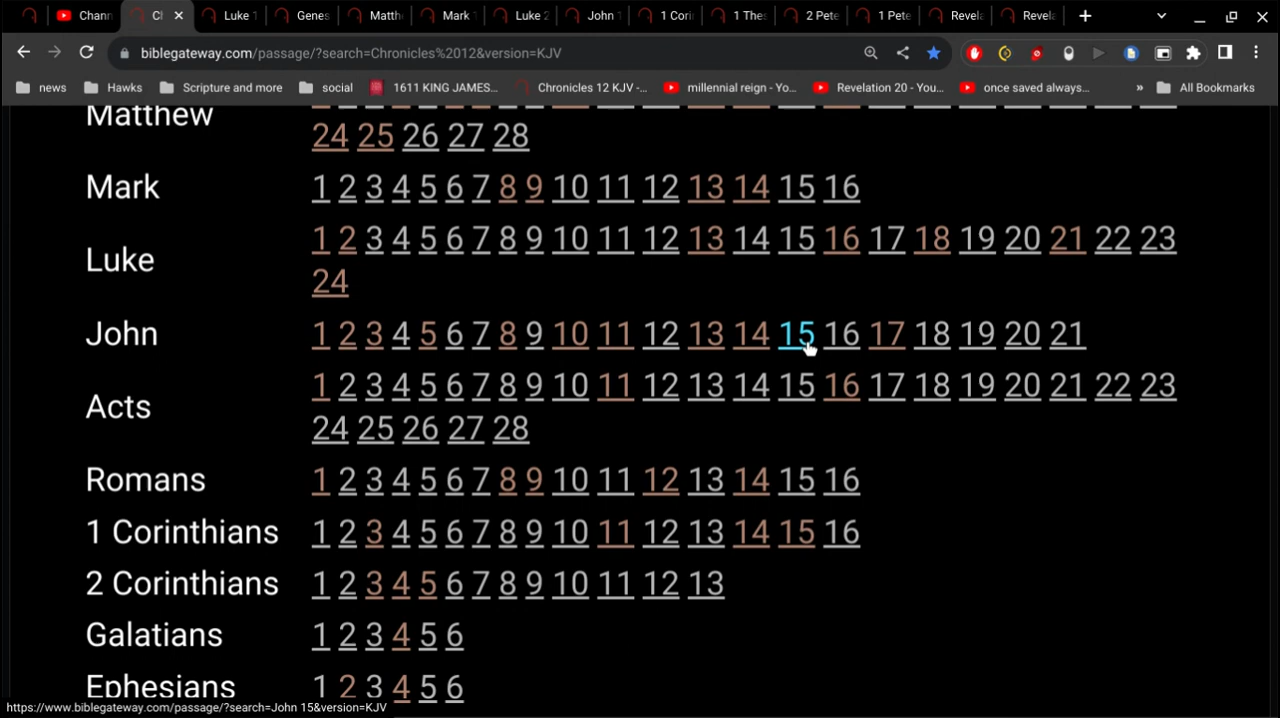 Chann
Cl
Luke 1
Genes
Matth
Mark
Luke 2
John 1
1 Cori
1 Thes
2 Pete
1 Pete
Revela
Revela
biblegateway.com/passage/?search=Chronicles%2012&version=KJV
news
Hawks
Scripture and more
social
1611 KING JAMES...
Chronicles 12 KJV -...
millennial reign - Yo...
Revelation 20 - You...
once saved always...
»
All Bookmarks
Matthew
24 25 26 27 28
Mark 1 2 3 4 5 6 7 8 9 10 11 12 13 14 15 16
Luke 1 2 3 4 5 6 7 8 9 10 11 12 13 14 15 16 17 18 19 20 21 22 23
24
John 1 2 3 4 5 6 7 8 9 10 11 12 13 14 15 16 17 18 19 20 21
Acts 1 2 3 4 5 6 7 8 9 10 11 12 13 14 15 16 17 18 19 20 21 22 23
24 25 26 27 28
Romans 1 2 3 4 5 6 7 8 9 10 11 12 13 14 15 16
1 Corinthians 1 2 3 4 5 6 7 8 9 10 11 12 13 14 15 16
2 Corinthians 1 2 3 4 5 6 7 8 9 10 11 12 13
Galatians 1 2 3 4 5 6
Ephesians 1 2 3 4 5 6
https://www.biblegateway.com/passage/?search=John 15&version=KJV